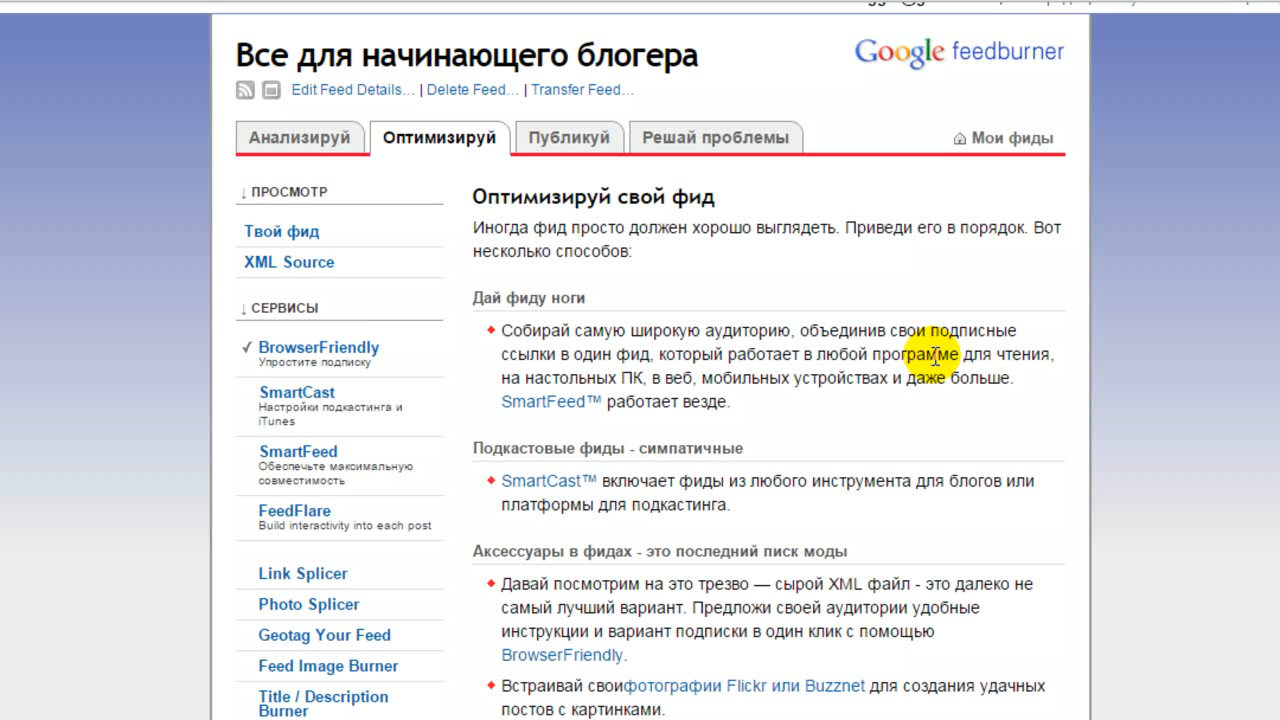 Все для начинающего блогера
Google feedburner
Edit Feed Details... | Delete Feed... | Transfer Feed...
Анализируй
Оптимизируй
Публикуй
Решай проблемы
Мои фиды
↓ ПРОСМОТР
Твой фид
XML Source
↓ СЕРВИСЫ
✓ BrowserFriendly
Упростите подписку
SmartCast
Настройки подкастинга и
iTunes
SmartFeed
Обеспечьте максимальную
совместимость
FeedFlare
Build interactivity into each post
Link Splicer
Photo Splicer
Geotag Your Feed
Feed Image Burner
Title / Description
Burner
Оптимизируй свой фид
Иногда фид просто должен хорошо выглядеть. Приведи его в порядок. Вот
несколько способов:
Дай фиду ноги
Собирай самую широкую аудиторию, объединив свои подписные
ссылки в один фид, который работает в любой программе для чтения,
на настольных ПК, в веб, мобильных устройствах и даже больше.
SmartFeed™ работает везде.
Подкастовые фиды - симпатичные
SmartCast™ включает фиды из любого инструмента для блогов или
платформы для подкастинга.
Аксессуары в фидах - это последний писк моды
Давай посмотрим на это трезво — сырой XML файл - это далеко не
самый лучший вариант. Предложи своей аудитории удобные
инструкции и вариант подписки в один клик с помощью
BrowserFriendly.
Встраивай своифотографии Flickr или Buzznet для создания удачных
постов с картинками.